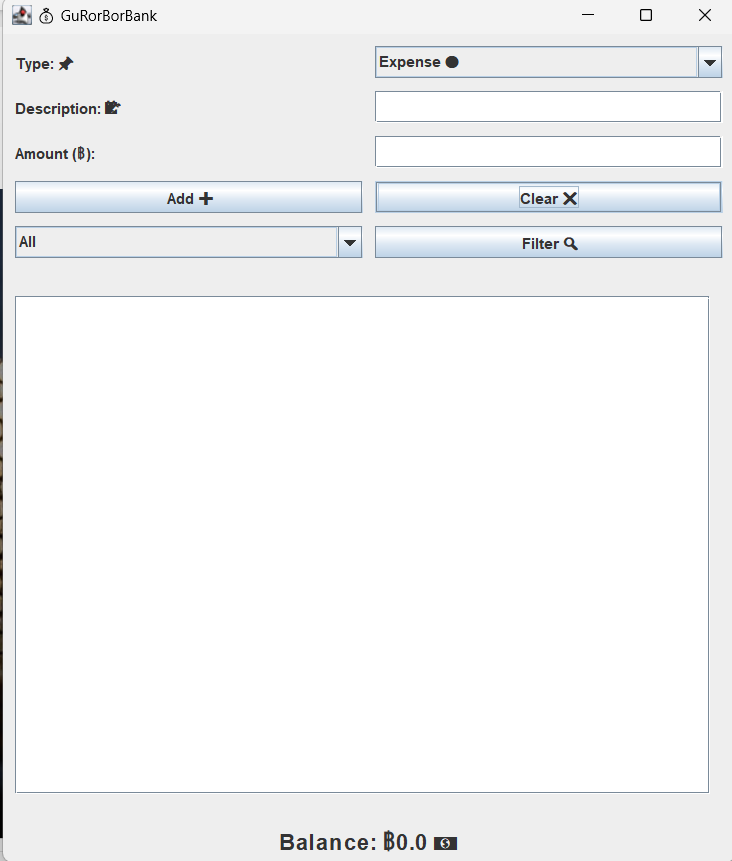 GuRorBorBank
Type:
Expense
Description:
Amount (฿):
Add
Clear
All
Filter
Balance: ฿0.0